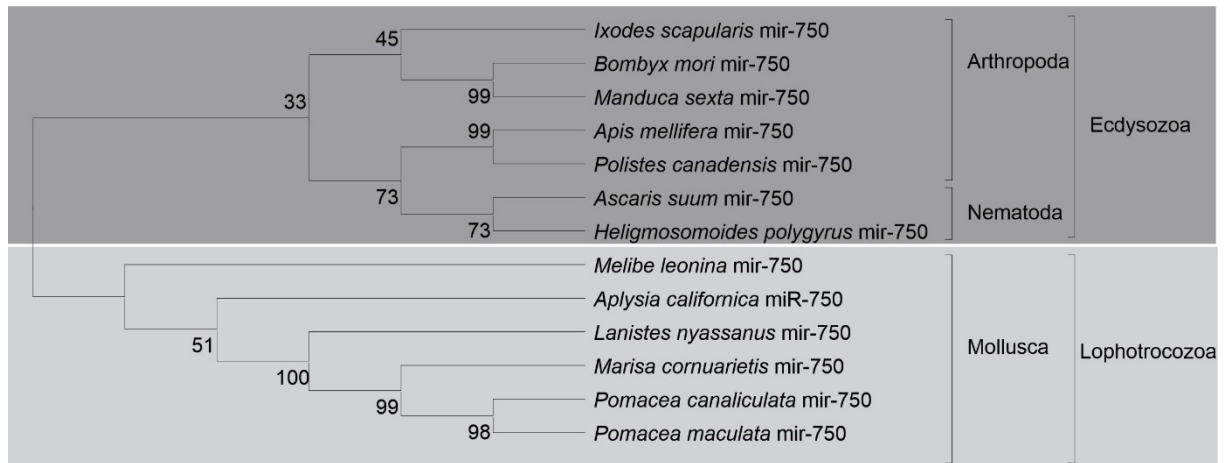 45
Ixodes scapularis mir-750
Bombyx mori mir-750
Arthropoda
33
99
Manduca sexta mir-750
Ecdysozoa
99
Apis mellifera mir-750
Polistes canadensis mir-750
73
Ascaris suum mir-750
Nematoda
73
Heligmosomoides polygyrus mir-750
Melibe leonina mir-750
Aplysia californica miR-750
51
Lanistes nyassanus mir-750
Mollusca
Lophotrocozoa
100
Marisa cornuarietis mir-750
99
Pomacea canaliculata mir-750
98
Pomacea maculata mir-750